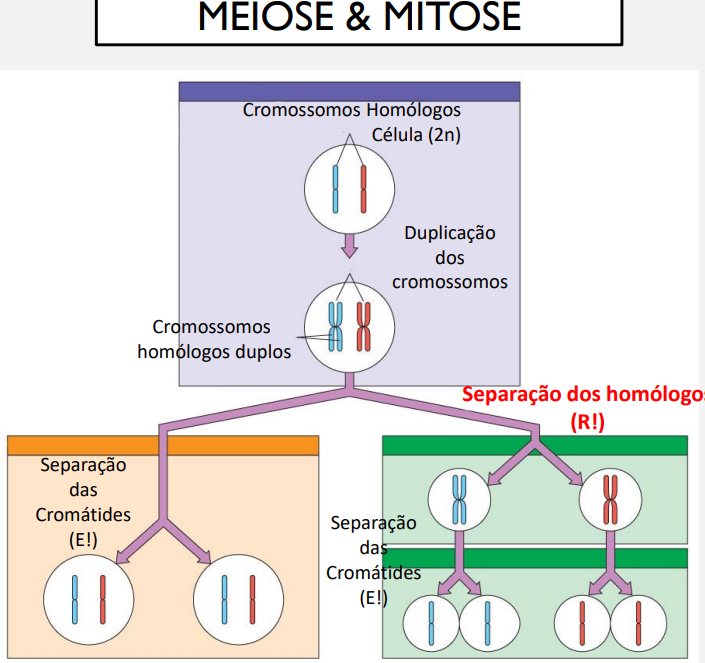 MEIOSE & MITOSE
Cromossomos Homólogos
Célula (2n)
Duplicação
dos
cromossomos
Cromossomos
homólogos duplos
Separação dos homólogos
(R!)
Separação
das
Cromátides
(E!)
Separação
das
Cromátides
(E!)